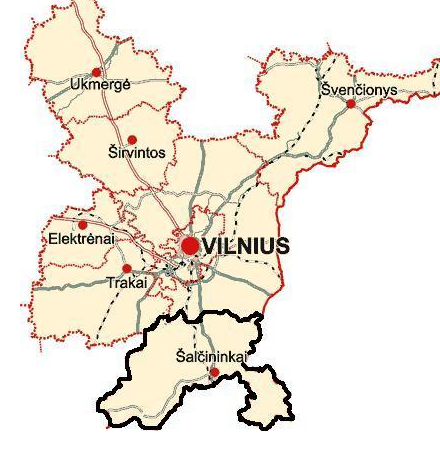 Ukmergė
Švenčionys
Širvintos
Elektrėnai
VILNIUS
Trakai
Šalčininkai